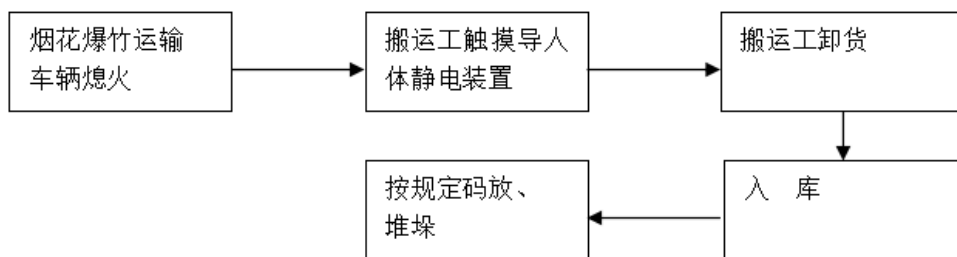 烟花爆竹运输
车辆熄火
搬运工触摸导人
体静电装置
搬运工卸货
入 库
按规定码放、
堆垛